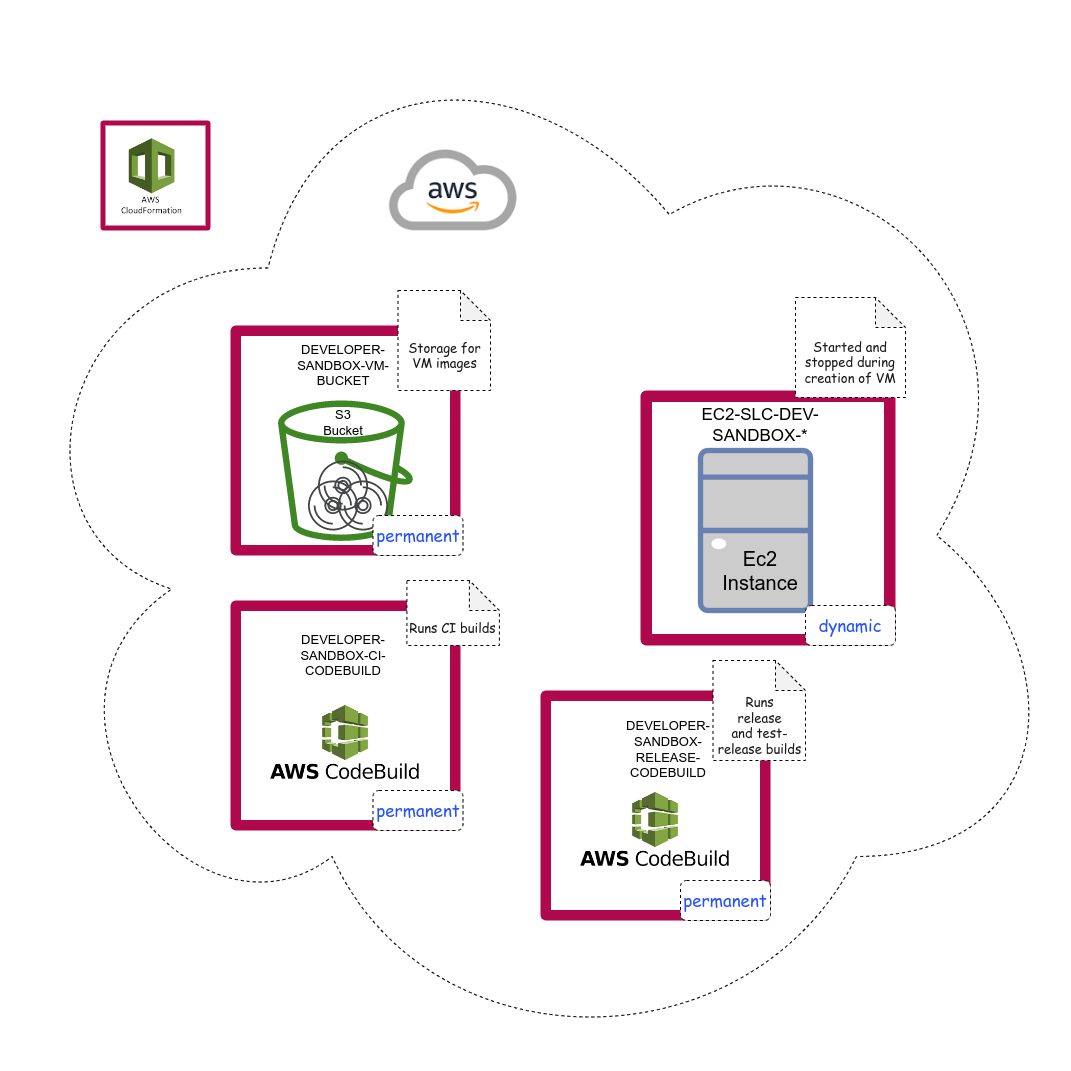 AWS
CloudFormation
aws
DEVELOPER-
SANDBOX-VM-
BUCKET
Storage for
VM images
S3
Bucket
permanent
Started and
stopped during
creation of VM
EC2-SLC-DEV-
SANDBOX-*
Ec2
Instance
dynamic
DEVELOPER-
SANDBOX-CI-
CODEBUILD
Runs CI builds
AWS CodeBuild
permanent
DEVELOPER-
SANDBOX-
RELEASE-
CODEBUILD
Runs
release
and test-
release builds
AWS CodeBuild
permanent